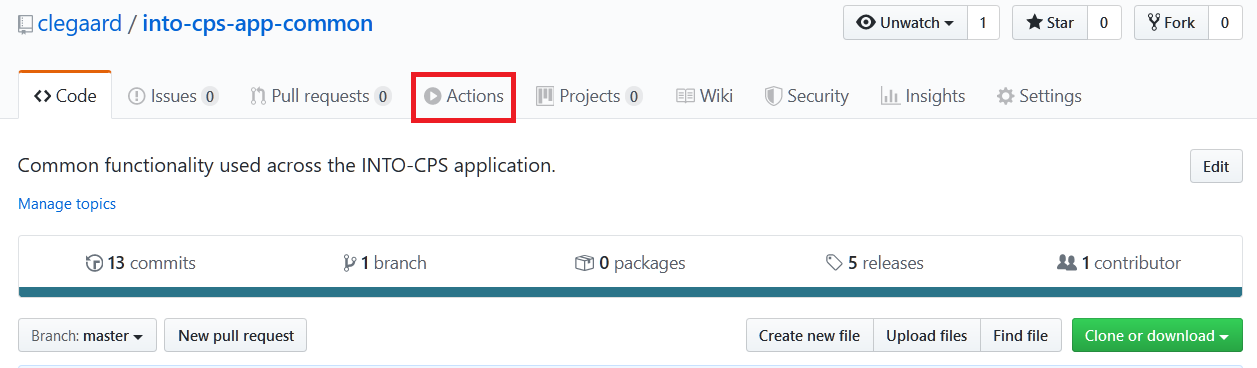 clegaard / into-cps-app-common Unwatch 1 Star 0 Fork 0
Code Issues 0 Pull requests 0 Actions Projects 0 Wiki Security Insights Settings
Common functionality used across the INTO-CPS application. Edit
Manage topics
13 commits 1 branch 0 packages 5 releases 1 contributor
Branch: master New pull request Create new file Upload files Find file Clone or download